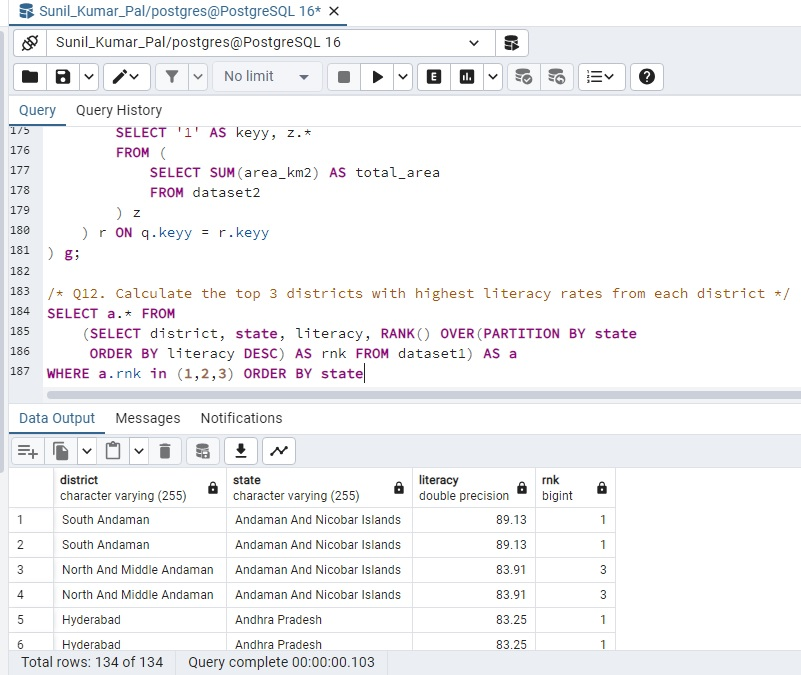 Sunil_Kumar_Pal/postgres@PostgreSQL 16*
Sunil_Kumar_Pal/postgres@PostgreSQL 16
No limit
E
Query Query History
175 SELECT '1' AS keyy, z.*
176 FROM (
177 SELECT SUM(area_km2) AS total_area
178 FROM dataset2
179 ) z
180 ) r ON q.keyy = r.keyy
181 ) g;
182
183 /* Q12. Calculate the top 3 districts with highest literacy rates from each district */
184 SELECT a.* FROM
185 (SELECT district, state, literacy, RANK() OVER(PARTITION BY state
186 ORDER BY literacy DESC) AS rnk FROM dataset1) AS a
187 WHERE a.rnk in (1,2,3) ORDER BY state
Data Output Messages Notifications
district state literacy rnk
character varying (255) character varying (255) double precision bigint
1 South Andaman Andaman And Nicobar Islands 89.13 1
2 South Andaman Andaman And Nicobar Islands 89.13 1
3 North And Middle Andaman Andaman And Nicobar Islands 83.91 3
4 North And Middle Andaman Andaman And Nicobar Islands 83.91 3
5 Hyderabad Andhra Pradesh 83.25 1
6 Hyderabad Andhra Pradesh 83.25 1
Total rows: 134 of 134 Query complete 00:00:00.103